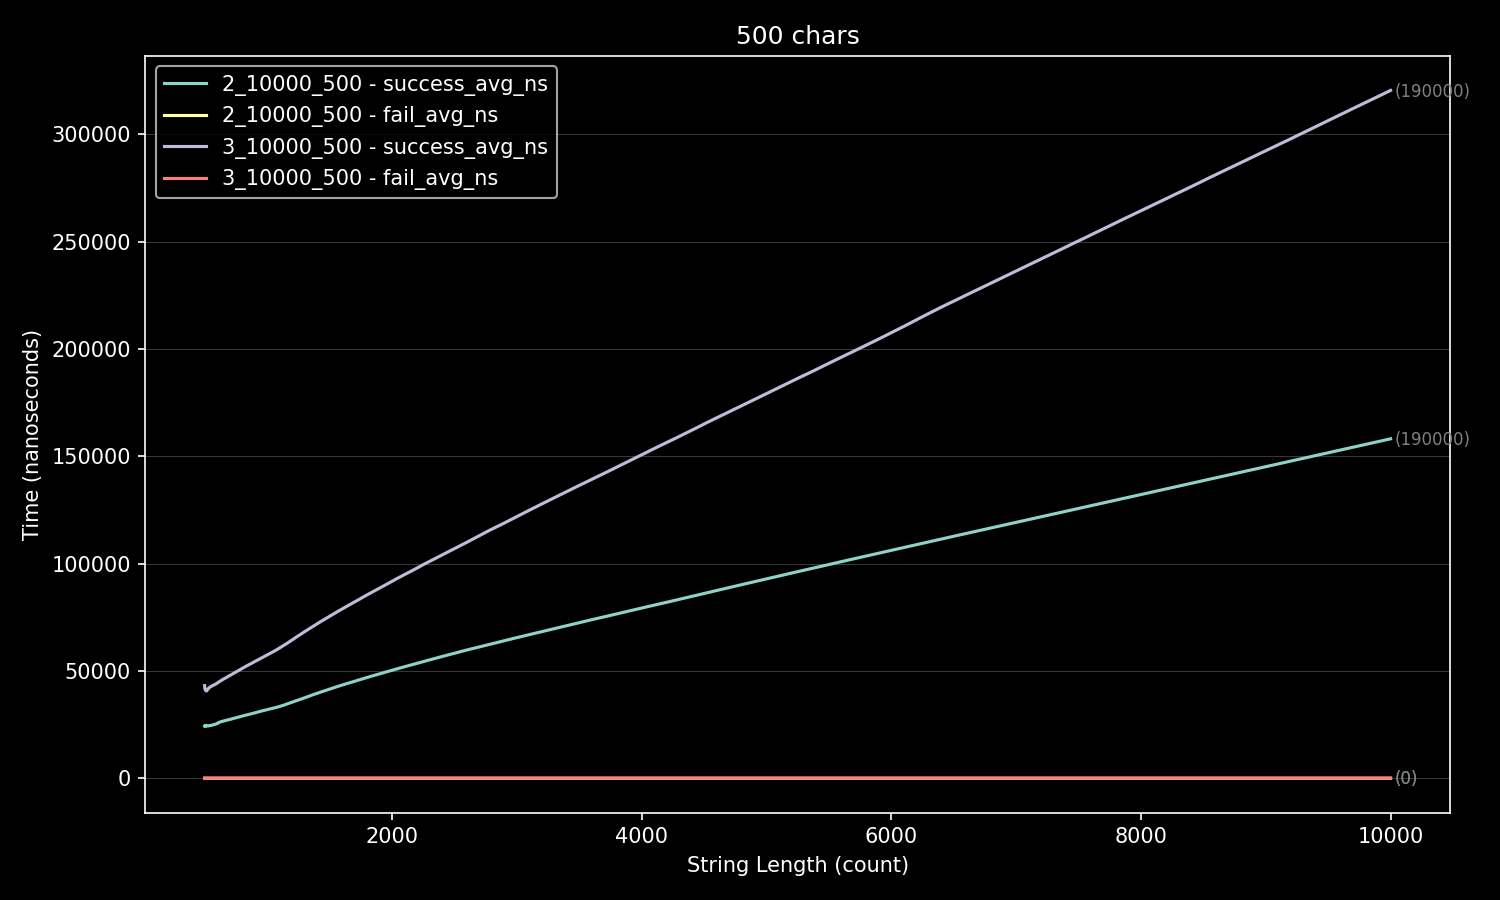 500 chars
2_10000_500 - success_avg_ns
2_10000_500 - fail_avg_ns
3_10000_500 - success_avg_ns
3_10000_500 - fail_avg_ns
(190000)
(190000)
(0)
300000
250000
200000
150000
100000
50000
0
Time (nanoseconds)
2000 4000 6000 8000 10000
String Length (count)